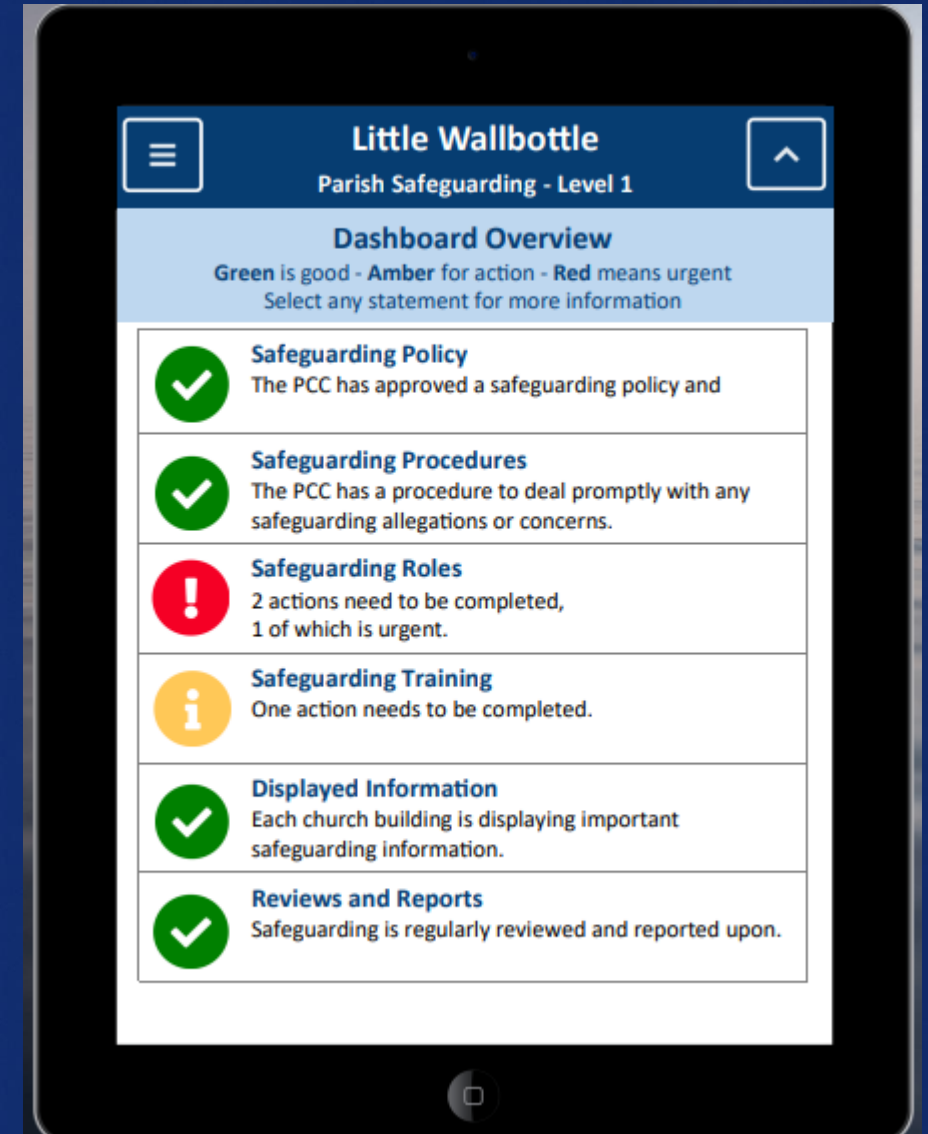 Little Wallbottle
Parish Safeguarding - Level 1
Dashboard Overview
Green is good - Amber for action - Red means urgent
Select any statement for more information
Safeguarding Policy
The PCC has approved a safeguarding policy and
Safeguarding Procedures
The PCC has a procedure to deal promptly with any
safeguarding allegations or concerns.
Safeguarding Roles
2 actions need to be completed,
1 of which is urgent.
Safeguarding Training
One action needs to be completed.
Displayed Information
Each church building is displaying important
safeguarding information.
Reviews and Reports
Safeguarding is regularly reviewed and reported upon.